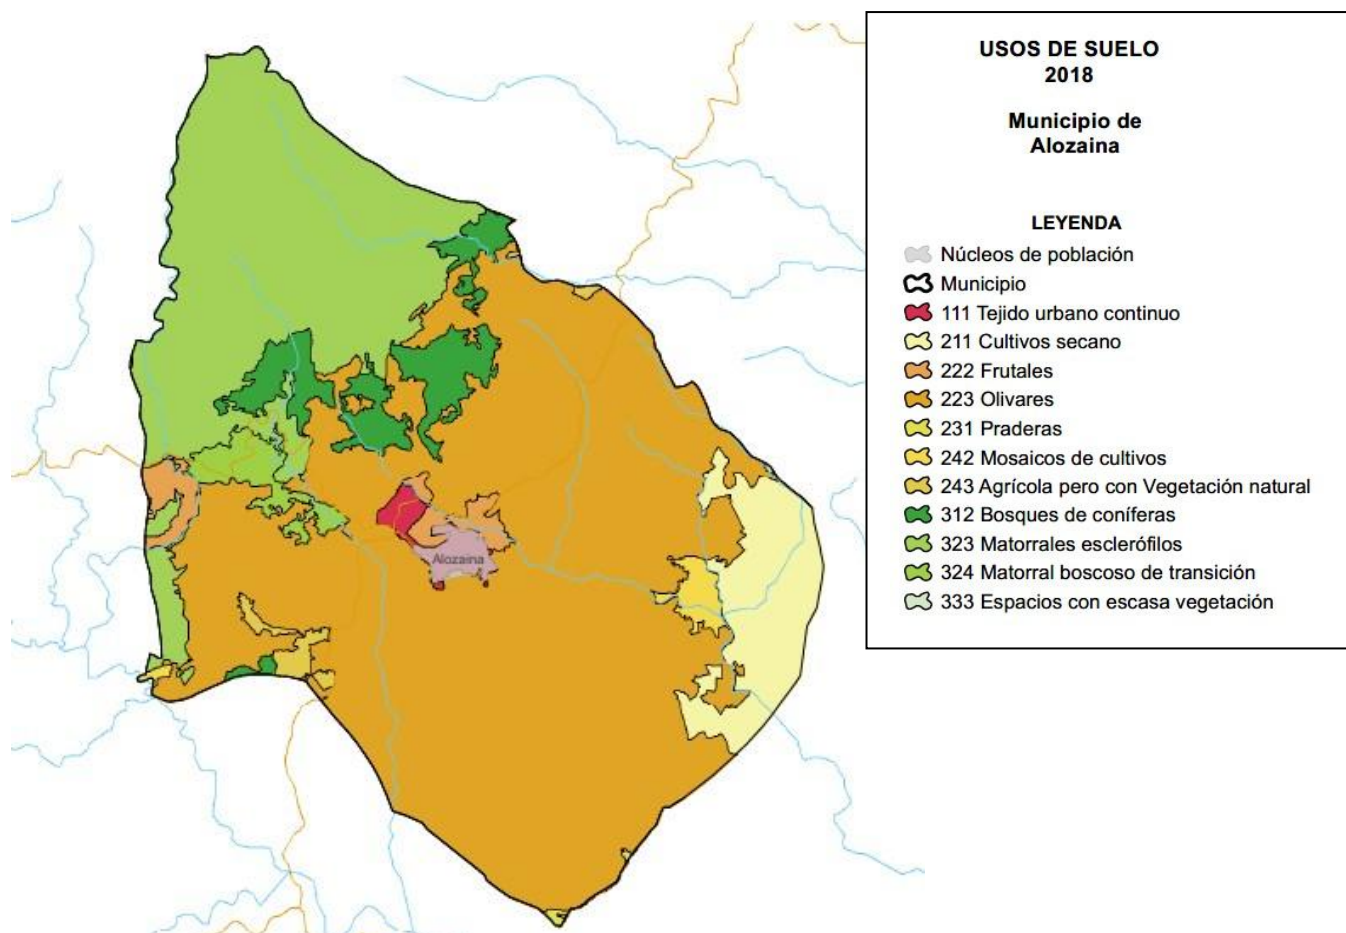 USOS DE SUELO
2018
Municipio de
Alozaina
LEYENDA
Núcleos de población
Municipio
111 Tejido urbano continuo
211 Cultivos secano
222 Frutales
223 Olivares
231 Praderas
242 Mosaicos de cultivos
243 Agrícola pero con Vegetación natural
312 Bosques de coníferas
323 Matorrales esclerófilos
324 Matorral boscoso de transición
333 Espacios con escasa vegetación
Alozaina